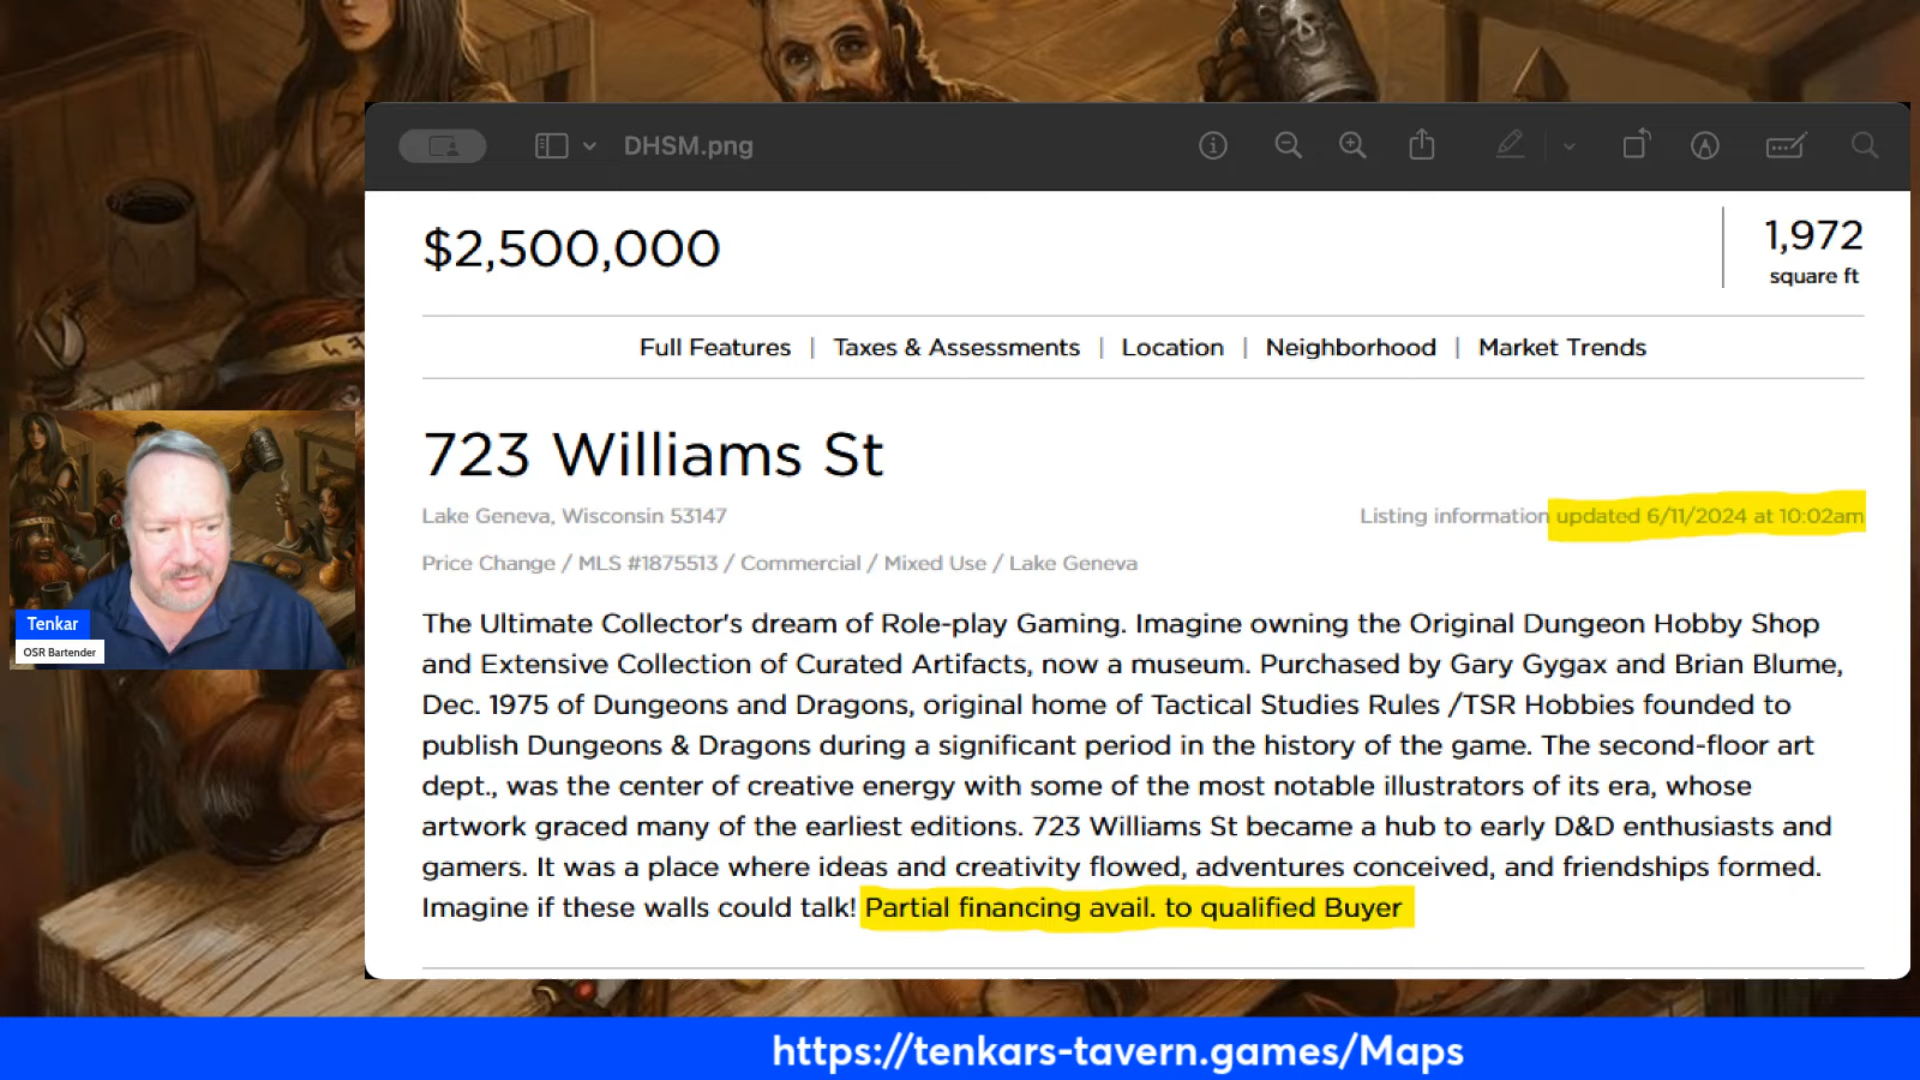 DHSM.png
$2,500,000
1,972
square ft
Full Features | Taxes & Assessments | Location | Neighborhood | Market Trends
723 Williams St
Lake Geneva, Wisconsin 53147
Listing information updated 6/11/2024 at 10:02am
Price Change / MLS #1875513 / Commercial / Mixed Use / Lake Geneva
The Ultimate Collector's dream of Role-play Gaming. Imagine owning the Original Dungeon Hobby Shop
and Extensive Collection of Curated Artifacts, now a museum. Purchased by Gary Gygax and Brian Blume,
Dec. 1975 of Dungeons and Dragons, original home of Tactical Studies Rules /TSR Hobbies founded to
publish Dungeons & Dragons during a significant period in the history of the game. The second-floor art
dept., was the center of creative energy with some of the most notable illustrators of its era, whose
artwork graced many of the earliest editions. 723 Williams St became a hub to early D&D enthusiasts and
gamers. It was a place where ideas and creativity flowed, adventures conceived, and friendships formed.
Imagine if these walls could talk! Partial financing avail. to qualified Buyer
Tenkar
OSR Bartender
https://tenkars-tavern.games/Maps